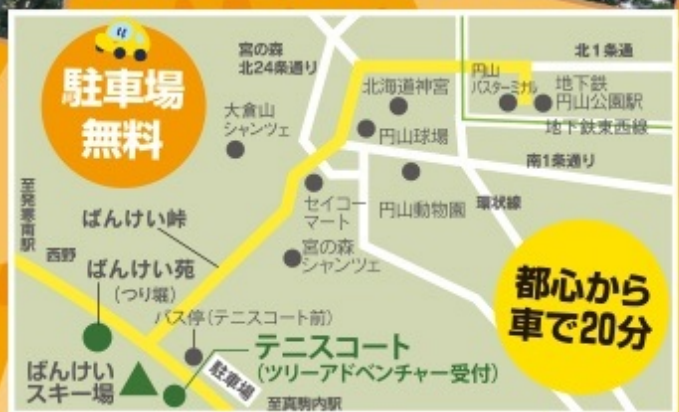 駐車場
無料
宮の森
北24条通り
北1条通
北海道神宮
円山
バスターミナル
地下鉄
円山公園駅
地下鉄東西線
大倉山
シャンツェ
円山球場
南1条通り
セイコー
マート
円山動物園
環状線
至発寒南駅
西野
ばんけい峠
宮の森
シャンツェ
ばんけい苑
(つり堀)
バス停(テニスコート前)
都心から
車で20分
テニスコート
(ツリーアドベンチャー受付)
ばんけい
スキー場
駐車場
至真駒内駅